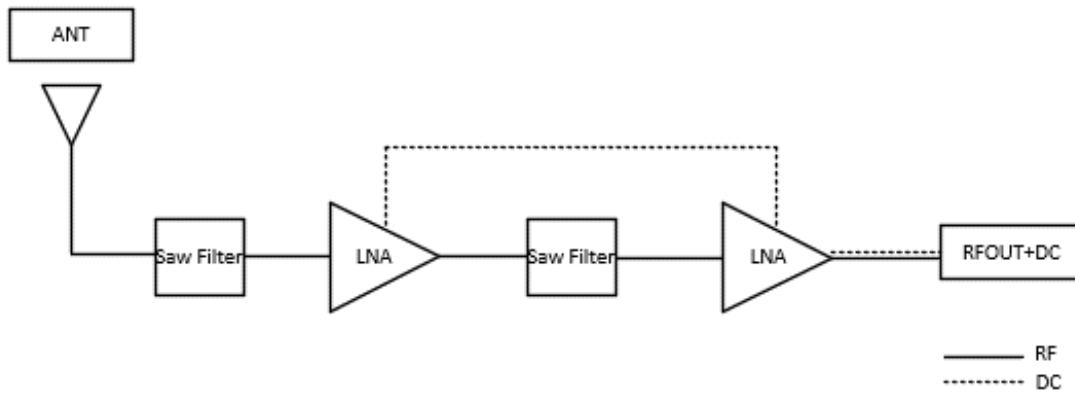 ANT
Saw Filter
LNA
Saw Filter
LNA
RFOUT+DC
RF
DC